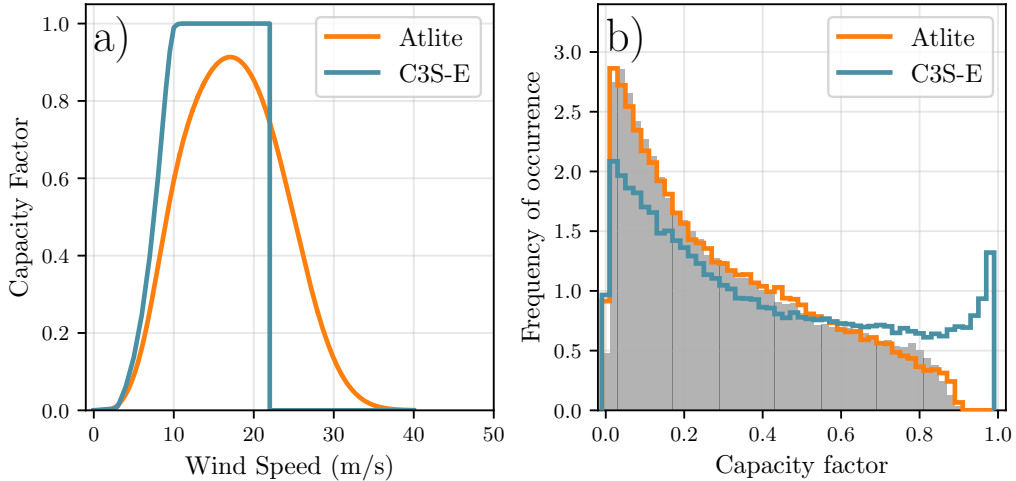 a)
Atlite
C3S-E
Capacity Factor
1.0
0.8
0.6
0.4
0.2
0.0
0
10
20
30
40
50
Wind Speed (m/s)
b)
Atlite
C3S-E
Frequency of occurrence
3.0
2.5
2.0
1.5
1.0
0.5
0.0
0.0
0.2
0.4
0.6
0.8
1.0
Capacity factor